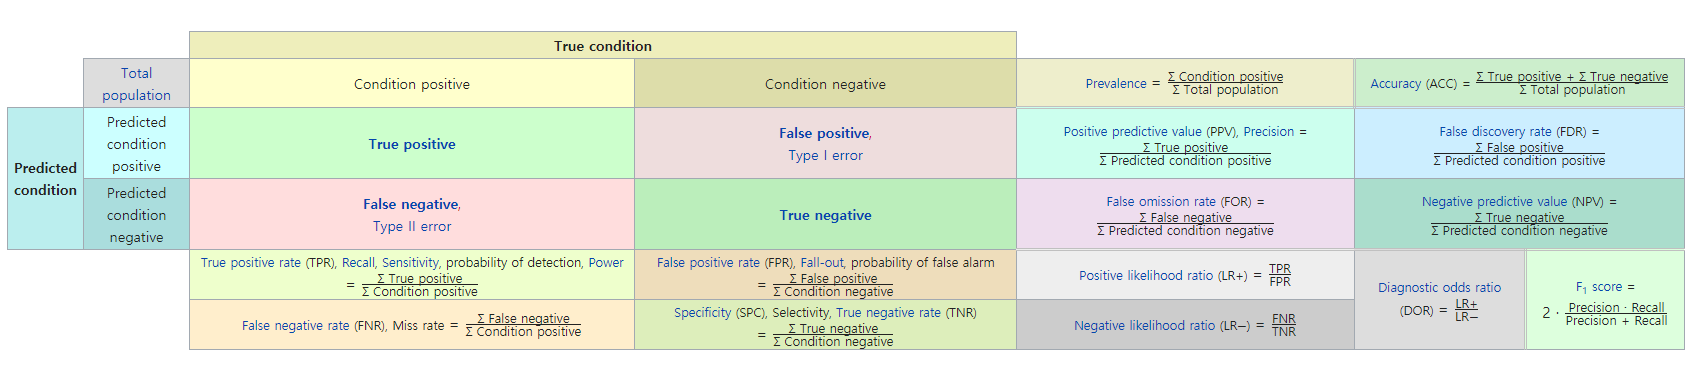 True condition
Total
population
Condition positive
Condition negative
Prevalence = Σ Condition positive / Σ Total population
Accuracy (ACC) = Σ True positive + Σ True negative / Σ Total population
Predicted
condition
Predicted
condition
positive
True positive
False positive,
Type I error
Positive predictive value (PPV), Precision =
Σ True positive
Σ Predicted condition positive
False discovery rate (FDR) =
Σ False positive
Σ Predicted condition positive
Predicted
condition
negative
False negative,
Type II error
True negative
False omission rate (FOR) =
Σ False negative
Σ Predicted condition negative
Negative predictive value (NPV) =
Σ True negative
Σ Predicted condition negative
True positive rate (TPR), Recall, Sensitivity, probability of detection, Power
= Σ True positive / Σ Condition positive
False positive rate (FPR), Fall-out, probability of false alarm
= Σ False positive / Σ Condition negative
Positive likelihood ratio (LR+) = TPR / FPR
Diagnostic odds ratio
(DOR) = LR+ / LR−
F1 score =
2 · Precision · Recall / Precision + Recall
False negative rate (FNR), Miss rate = Σ False negative / Σ Condition positive
Specificity (SPC), Selectivity, True negative rate (TNR)
= Σ True negative / Σ Condition negative
Negative likelihood ratio (LR−) = FNR / TNR